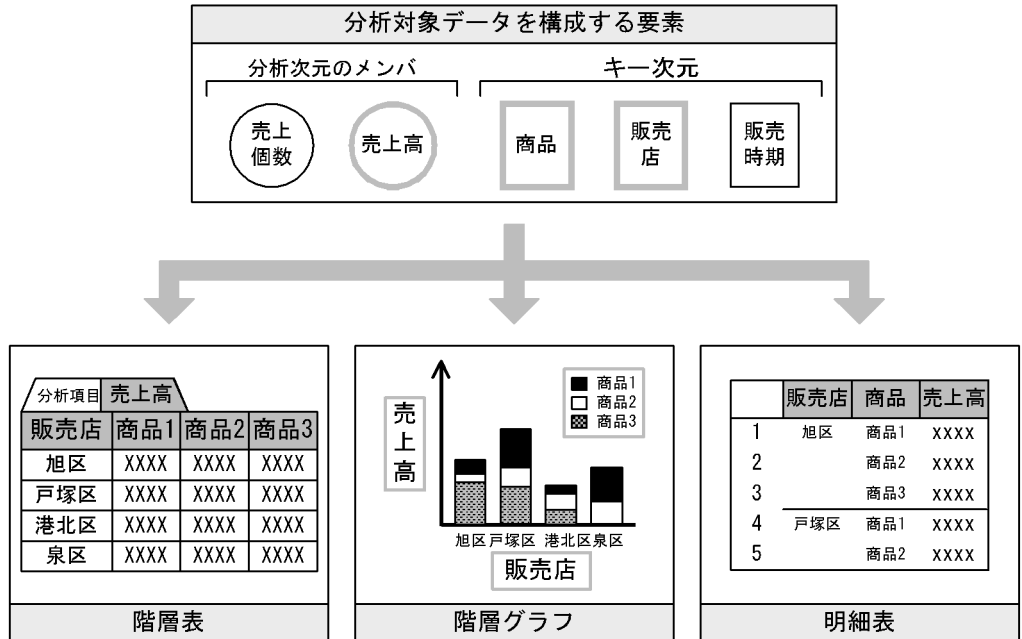 分析対象データを構成する要素
分析次元のメンバ
キー次元
売上
個数
売上高
商品
販売
店
販売
時期
分析項目 売上高
販売店 商品1 商品2 商品3
旭区 XXXX XXXX XXXX
戸塚区 XXXX XXXX XXXX
港北区 XXXX XXXX XXXX
泉区 XXXX XXXX XXXX
階層表
売上高
商品1
商品2
商品3
旭区 戸塚区 港北区 泉区
販売店
階層グラフ
販売店 商品 売上高
1 旭区 商品1 XXXX
2 商品2 XXXX
3 商品3 XXXX
4 戸塚区 商品1 XXXX
5 商品2 XXXX
明細表